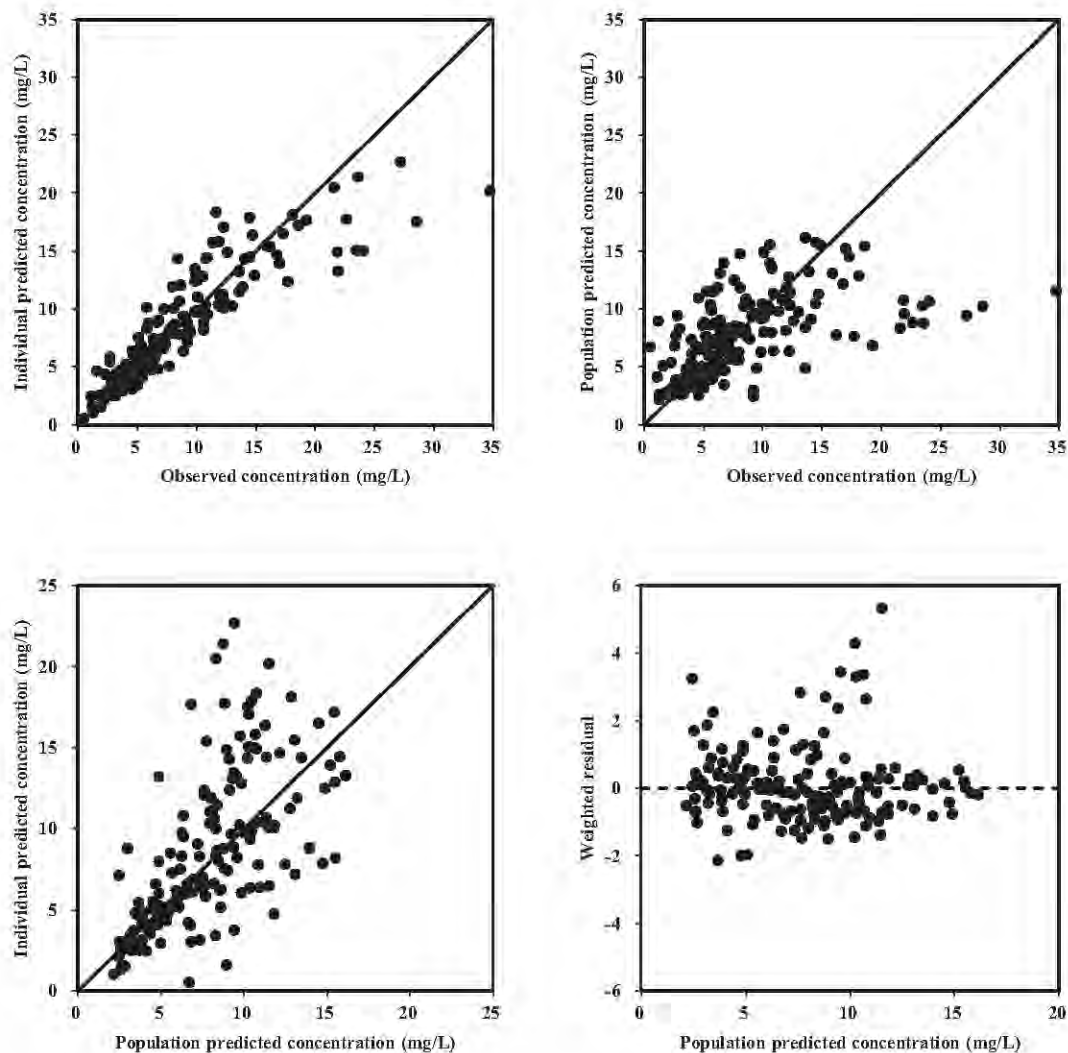 35
30
25
20
15
10
5
0
Individual predicted concentration (mg/L)
0 5 10 15 20 25 30 35
Observed concentration (mg/L)
35
30
25
20
15
10
5
0
Population predicted concentration (mg/L)
0 5 10 15 20 25 30 35
Observed concentration (mg/L)
25
20
15
10
5
0
Individual predicted concentration (mg/L)
0 5 10 15 20 25
Population predicted concentration (mg/L)
6
4
2
0
-2
-4
-6
Weighted residual
0 5 10 15 20
Population predicted concentration (mg/L)